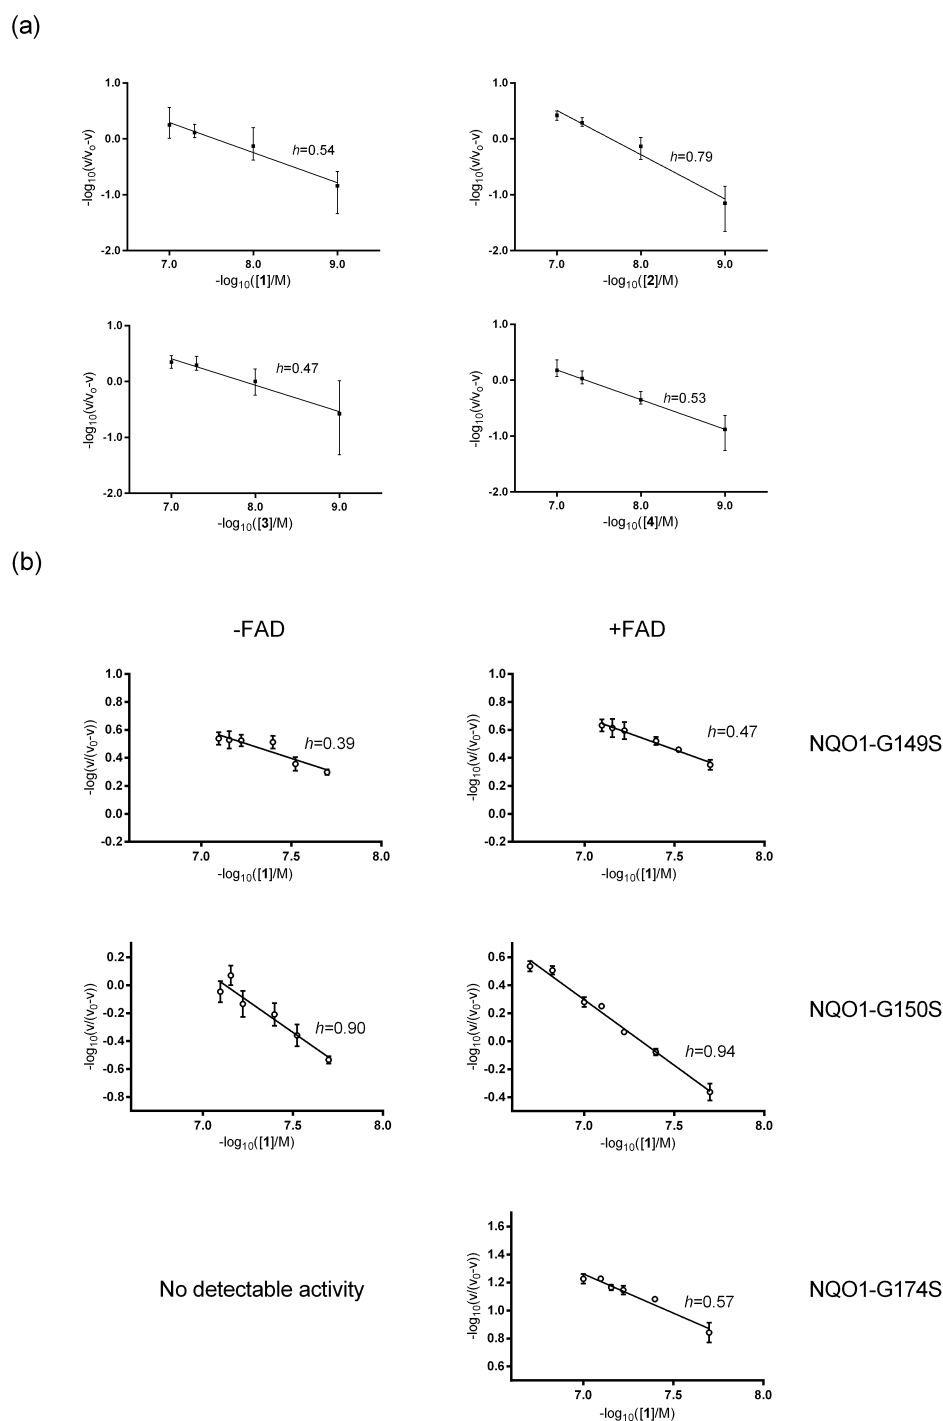 (a)
1.0
0.0
-1.0
-2.0
-log10(v/vo-v)
h=0.54
7.0 8.0 9.0
-log10([1]/M)
1.0
0.0
-1.0
-2.0
-log10(v/vo-v)
h=0.79
7.0 8.0 9.0
-log10([2]/M)
1.0
0.0
-1.0
-2.0
-log10(v/vo-v)
h=0.47
7.0 8.0 9.0
-log10([3]/M)
1.0
0.0
-1.0
-2.0
-log10(v/vo-v)
h=0.53
7.0 8.0 9.0
-log10([4]/M)
(b)
-FAD
+FAD
1.0
0.8
0.6
0.4
0.2
0.0
-0.2
-log(v/(v0-v))
h=0.39
7.0 7.5 8.0
-log10([1]/M)
1.0
0.8
0.6
0.4
0.2
0.0
-0.2
-log10(v/(v0-v))
h=0.47
7.0 7.5 8.0
-log10([1]/M)
NQO1-G149S
0.2
0.0
-0.2
-0.4
-0.6
-0.8
-log10(v/(v0-v))
h=0.90
7.0 7.5 8.0
-log10([1]/M)
0.6
0.4
0.2
0.0
-0.2
-0.4
-log10(v/(v0-v))
h=0.94
7.0 7.5 8.0
-log10([1]/M)
NQO1-G150S
No detectable activity
1.6
1.4
1.2
1.0
0.8
0.6
-log10(v/(v0-v))
h=0.57
7.0 7.5 8.0
-log10([1]/M)
NQO1-G174S